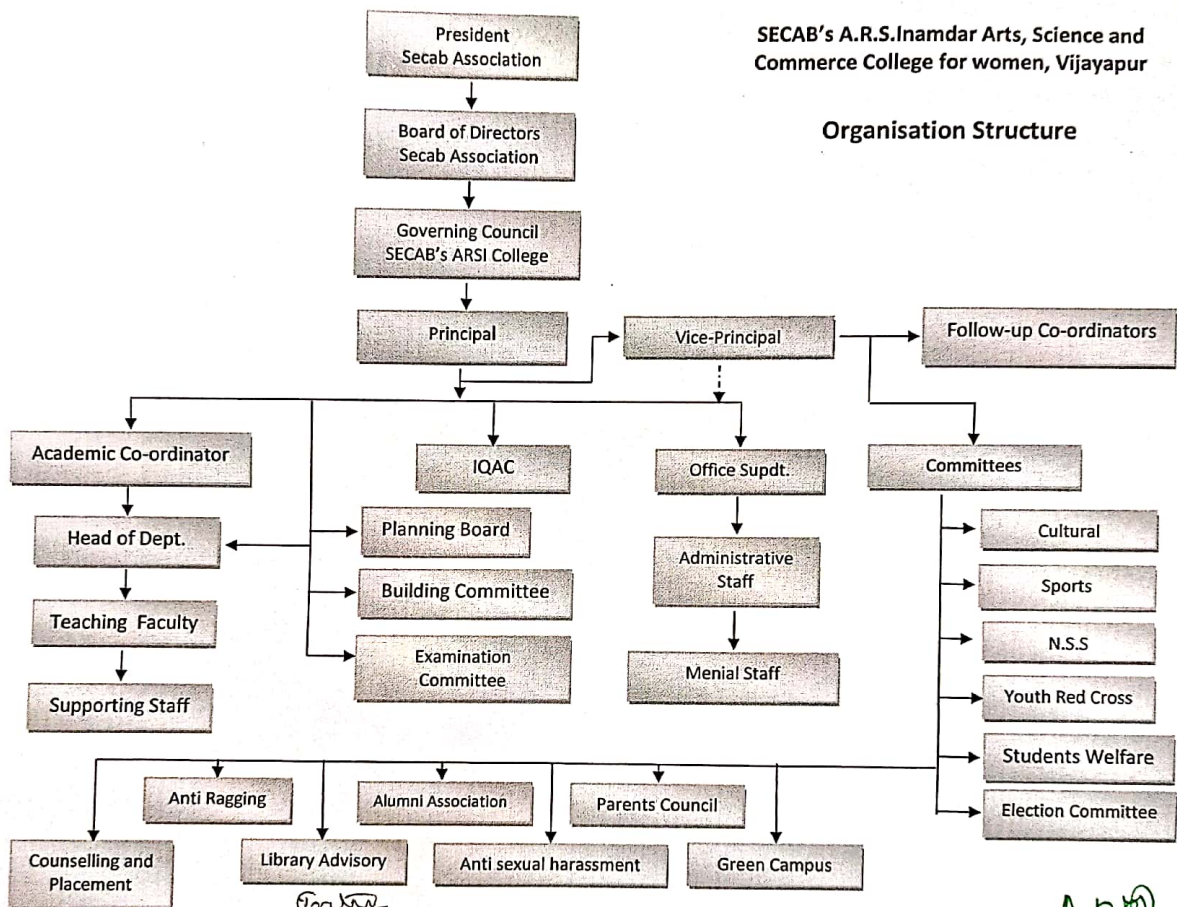 SECAB's A.R.S.Inamdar Arts, Science and
Commerce College for women, Vijayapur
Organisation Structure
President
Secab Association
Board of Directors
Secab Association
Governing Council
SECAB's ARSI College
Principal
Vice-Principal
Follow-up Co-ordinators
Academic Co-ordinator
IQAC
Office Supdt.
Committees
Head of Dept.
Planning Board
Administrative
Staff
Cultural
Building Committee
Sports
Teaching Faculty
Examination
Committee
Menial Staff
N.S.S
Supporting Staff
Youth Red Cross
Students Welfare
Election Committee
Anti Ragging
Alumni Association
Parents Council
Counselling and
Placement
Library Advisory
Anti sexual harassment
Green Campus